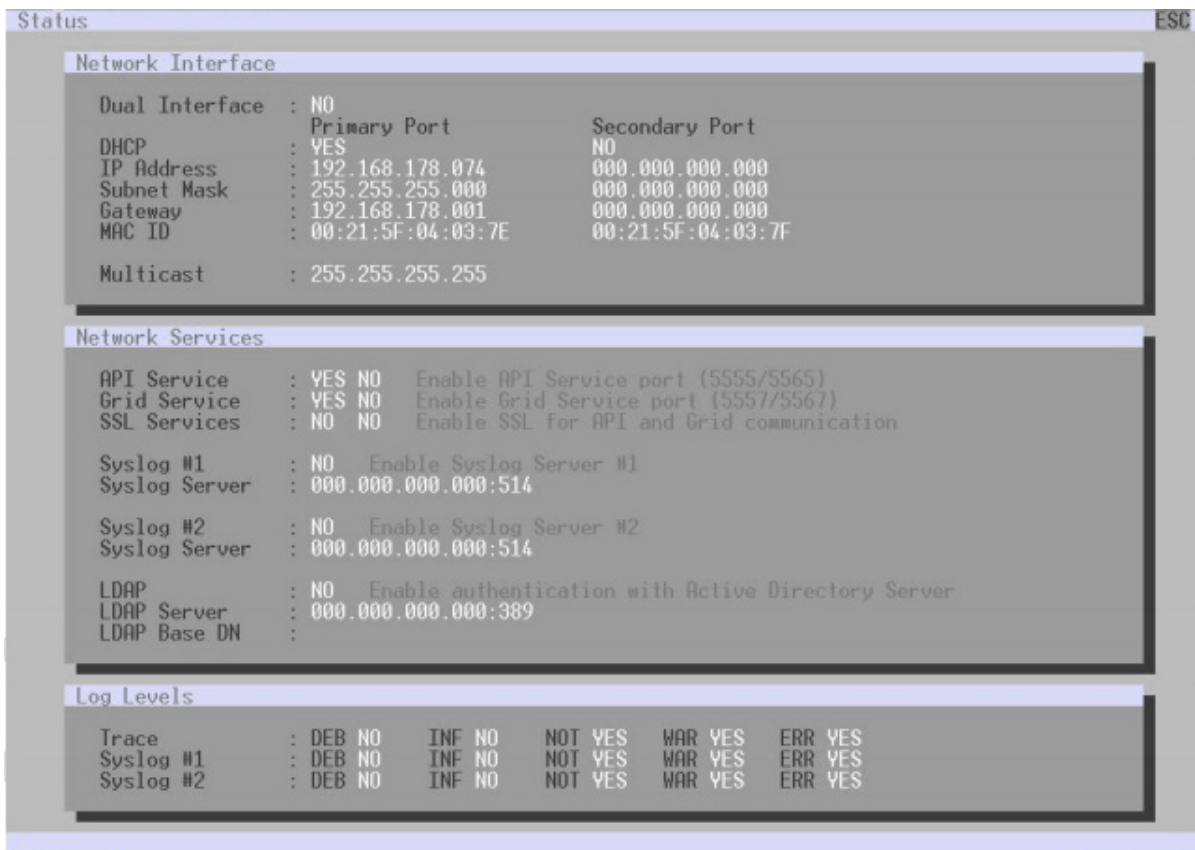 Status ESC
Network Interface
Dual Interface : NO
Primary Port Secondary Port
DHCP : YES NO
IP Address : 192.168.178.074 000.000.000.000
Subnet Mask : 255.255.255.000 000.000.000.000
Gateway : 192.168.178.001 000.000.000.000
MAC ID : 00:21:5F:04:03:7E 00:21:5F:04:03:7F
Multicast : 255.255.255.255
Network Services
API Service : YES NO Enable API Service port (5555/5565)
Grid Service : YES NO Enable Grid Service port (5557/5567)
SSL Services : NO NO Enable SSL for API and Grid communication
Syslog #1 : NO Enable Syslog Server #1
Syslog Server : 000.000.000.000:514
Syslog #2 : NO Enable Syslog Server #2
Syslog Server : 000.000.000.000:514
LDAP : NO Enable authentication with Active Directory Server
LDAP Server : 000.000.000.000:389
LDAP Base DN :
Log Levels
Trace : DEB NO INF NO NOT YES WAR YES ERR YES
Syslog #1 : DEB NO INF NO NOT YES WAR YES ERR YES
Syslog #2 : DEB NO INF NO NOT YES WAR YES ERR YES